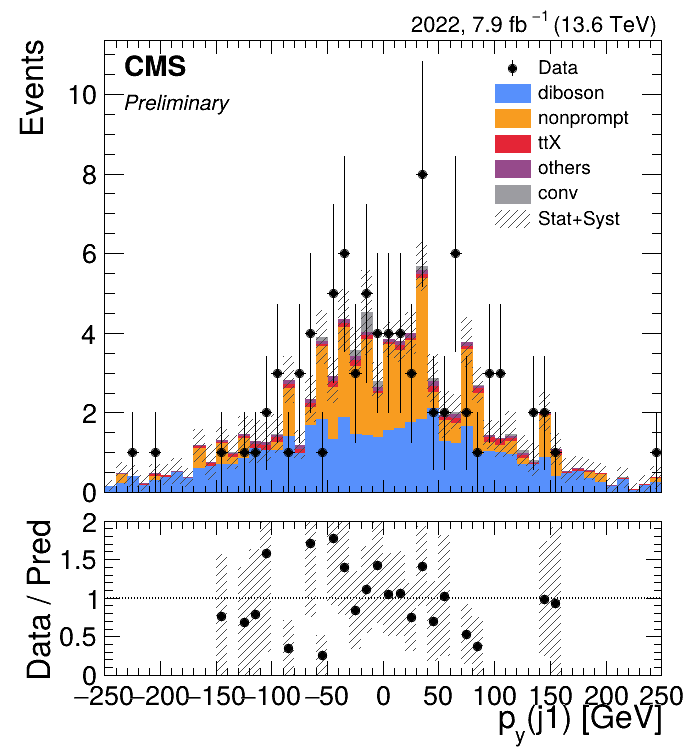 2022, 7.9 fb⁻¹ (13.6 TeV)
CMS
Preliminary
Events
Data
diboson
nonprompt
ttX
others
conv
Stat+Syst
10
8
6
4
2
0
Data / Pred
2
1.5
1
0.5
0
−250 −200 −150 −100 −50 0 50 100 150 200 250
p_y(j1) [GeV]